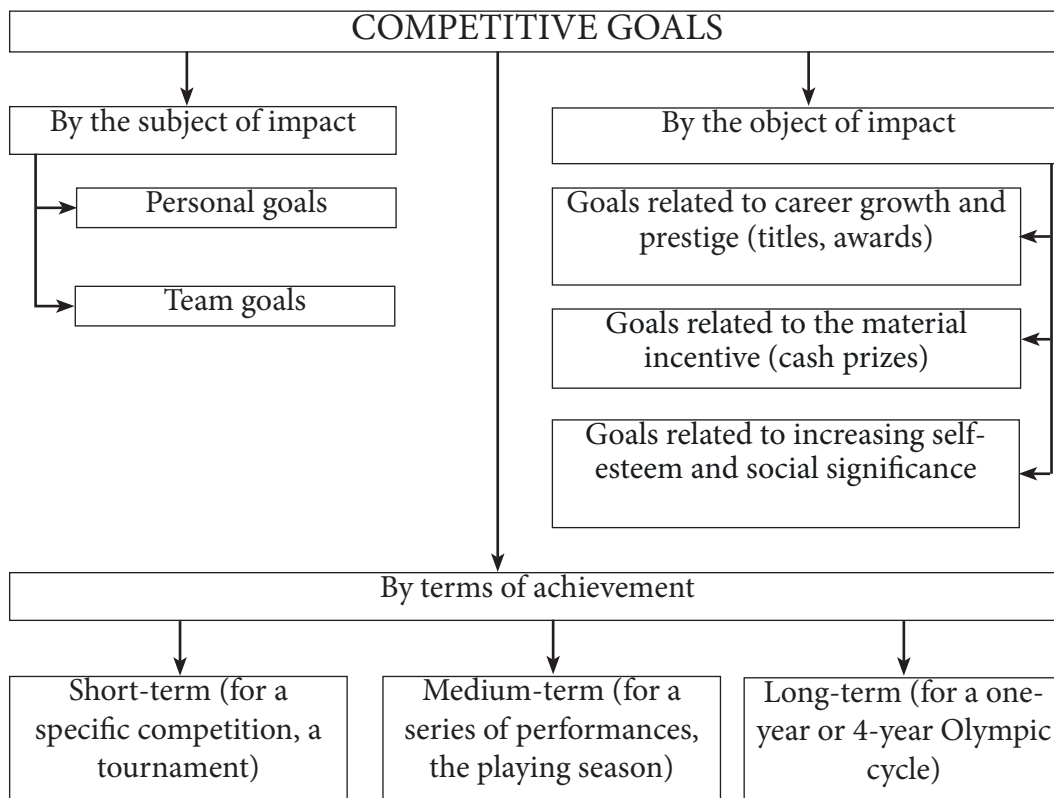 COMPETITIVE GOALS
By the subject of impact
Personal goals
Team goals
By the object of impact
Goals related to career growth and
prestige (titles, awards)
Goals related to the material
incentive (cash prizes)
Goals related to increasing self-
esteem and social significance
By terms of achievement
Short-term (for a
specific competition, a
tournament)
Medium-term (for a
series of performances,
the playing season)
Long-term (for a one-
year or 4-year Olympic
cycle)